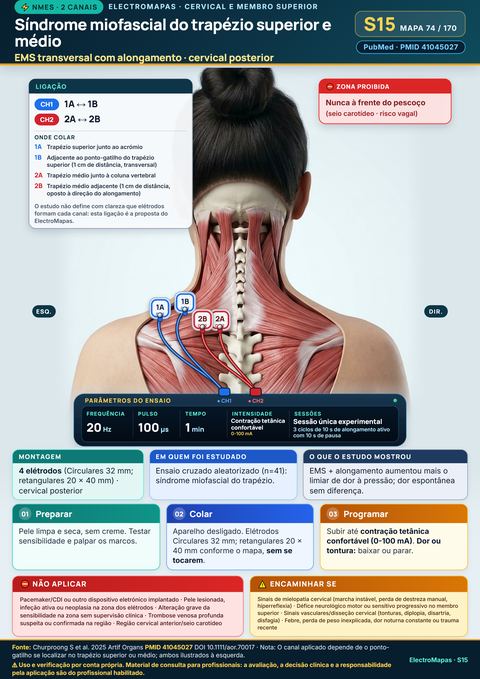 NMES · 2 CANAIS
ELECTROMAPAS · CERVICAL E MEMBRO SUPERIOR
Síndrome miofascial do trapézio superior e
médio
EMS transversal com alongamento · cervical posterior
S15 MAPA 74 / 170
PubMed · PMID 41045027
LIGAÇÃO
CH1 1A ↔ 1B
CH2 2A ↔ 2B
ONDE COLAR
1A Trapézio superior junto ao acrómio
1B Adjacente ao ponto-gatilho do trapézio
superior (1 cm de distância, transversal)
2A Trapézio médio junto à coluna vertebral
2B Trapézio médio adjacente (1 cm de distância,
oposto à direção do alongamento)
O estudo não define com clareza que elétrodos
formam cada canal: esta ligação é a proposta do
ElectroMapas.
ZONA PROIBIDA
Nunca à frente do pescoço
(seio carotídeo · risco vagal)
ESQ.
DIR.
1A
1B
2B
2A
CH1
CH2
PARÂMETROS DO ENSAIO
FREQUÊNCIA
20 Hz
PULSO
100 µs
TEMPO
1 min
INTENSIDADE
Contração tetânica
confortável
0-100 mA
SESSÕES
Sessão única experimental
3 ciclos de 10 s de alongamento ativo
com 10 s de pausa
MONTAGEM
4 elétrodos (Circulares 32 mm;
retangulares 20 × 40 mm) ·
cervical posterior
EM QUEM FOI ESTUDADO
Ensaio cruzado aleatorizado (n=41):
síndrome miofascial do trapézio.
O QUE O ESTUDO MOSTROU
EMS + alongamento aumentou mais o
limiar de dor à pressão; dor espontânea
sem diferença.
01 Preparar
Pele limpa e seca, sem creme. Testar
sensibilidade e palpar os marcos.
02 Colar
Aparelho desligado. Elétrodos
Circulares 32 mm; retangulares 20 ×
40 mm conforme o mapa, sem se
tocarem.
03 Programar
Subir até contração tetânica
confortável (0-100 mA). Dor ou
tontura: baixar ou parar.
NÃO APLICAR
Pacemaker/CDI ou outro dispositivo eletrónico implantado · Pele lesionada,
infeção ativa ou neoplasia na zona dos elétrodos · Alteração grave da
sensibilidade na zona sem supervisão clínica · Trombose venosa profunda
suspeita ou confirmada na região · Região cervical anterior/seio carotídeo
ENCAMINHAR SE
Sinais de mielopatia cervical (marcha instável, perda de destreza manual,
hiperreflexia) · Défice neurológico motor ou sensitivo progressivo no membro
superior · Sinais vasculares/disseção cervical (tonturas, diplopia, disartria,
disfagia) · Febre, perda de peso inexplicada, dor noturna constante ou trauma
recente
Fonte: Churproong S et al. 2025 Artif Organs PMID 41045027 DOI 10.1111/aor.70017 · Nota: O canal aplicado depende de o ponto-
gatilho se localizar no trapézio superior ou médio; ambos ilustrados à esquerda.
⚠ Uso e verificação por conta própria. Material de consulta para profissionais: a avaliação, a decisão clínica e a responsabilidade
pela aplicação são do profissional habilitado.
ElectroMapas · S15